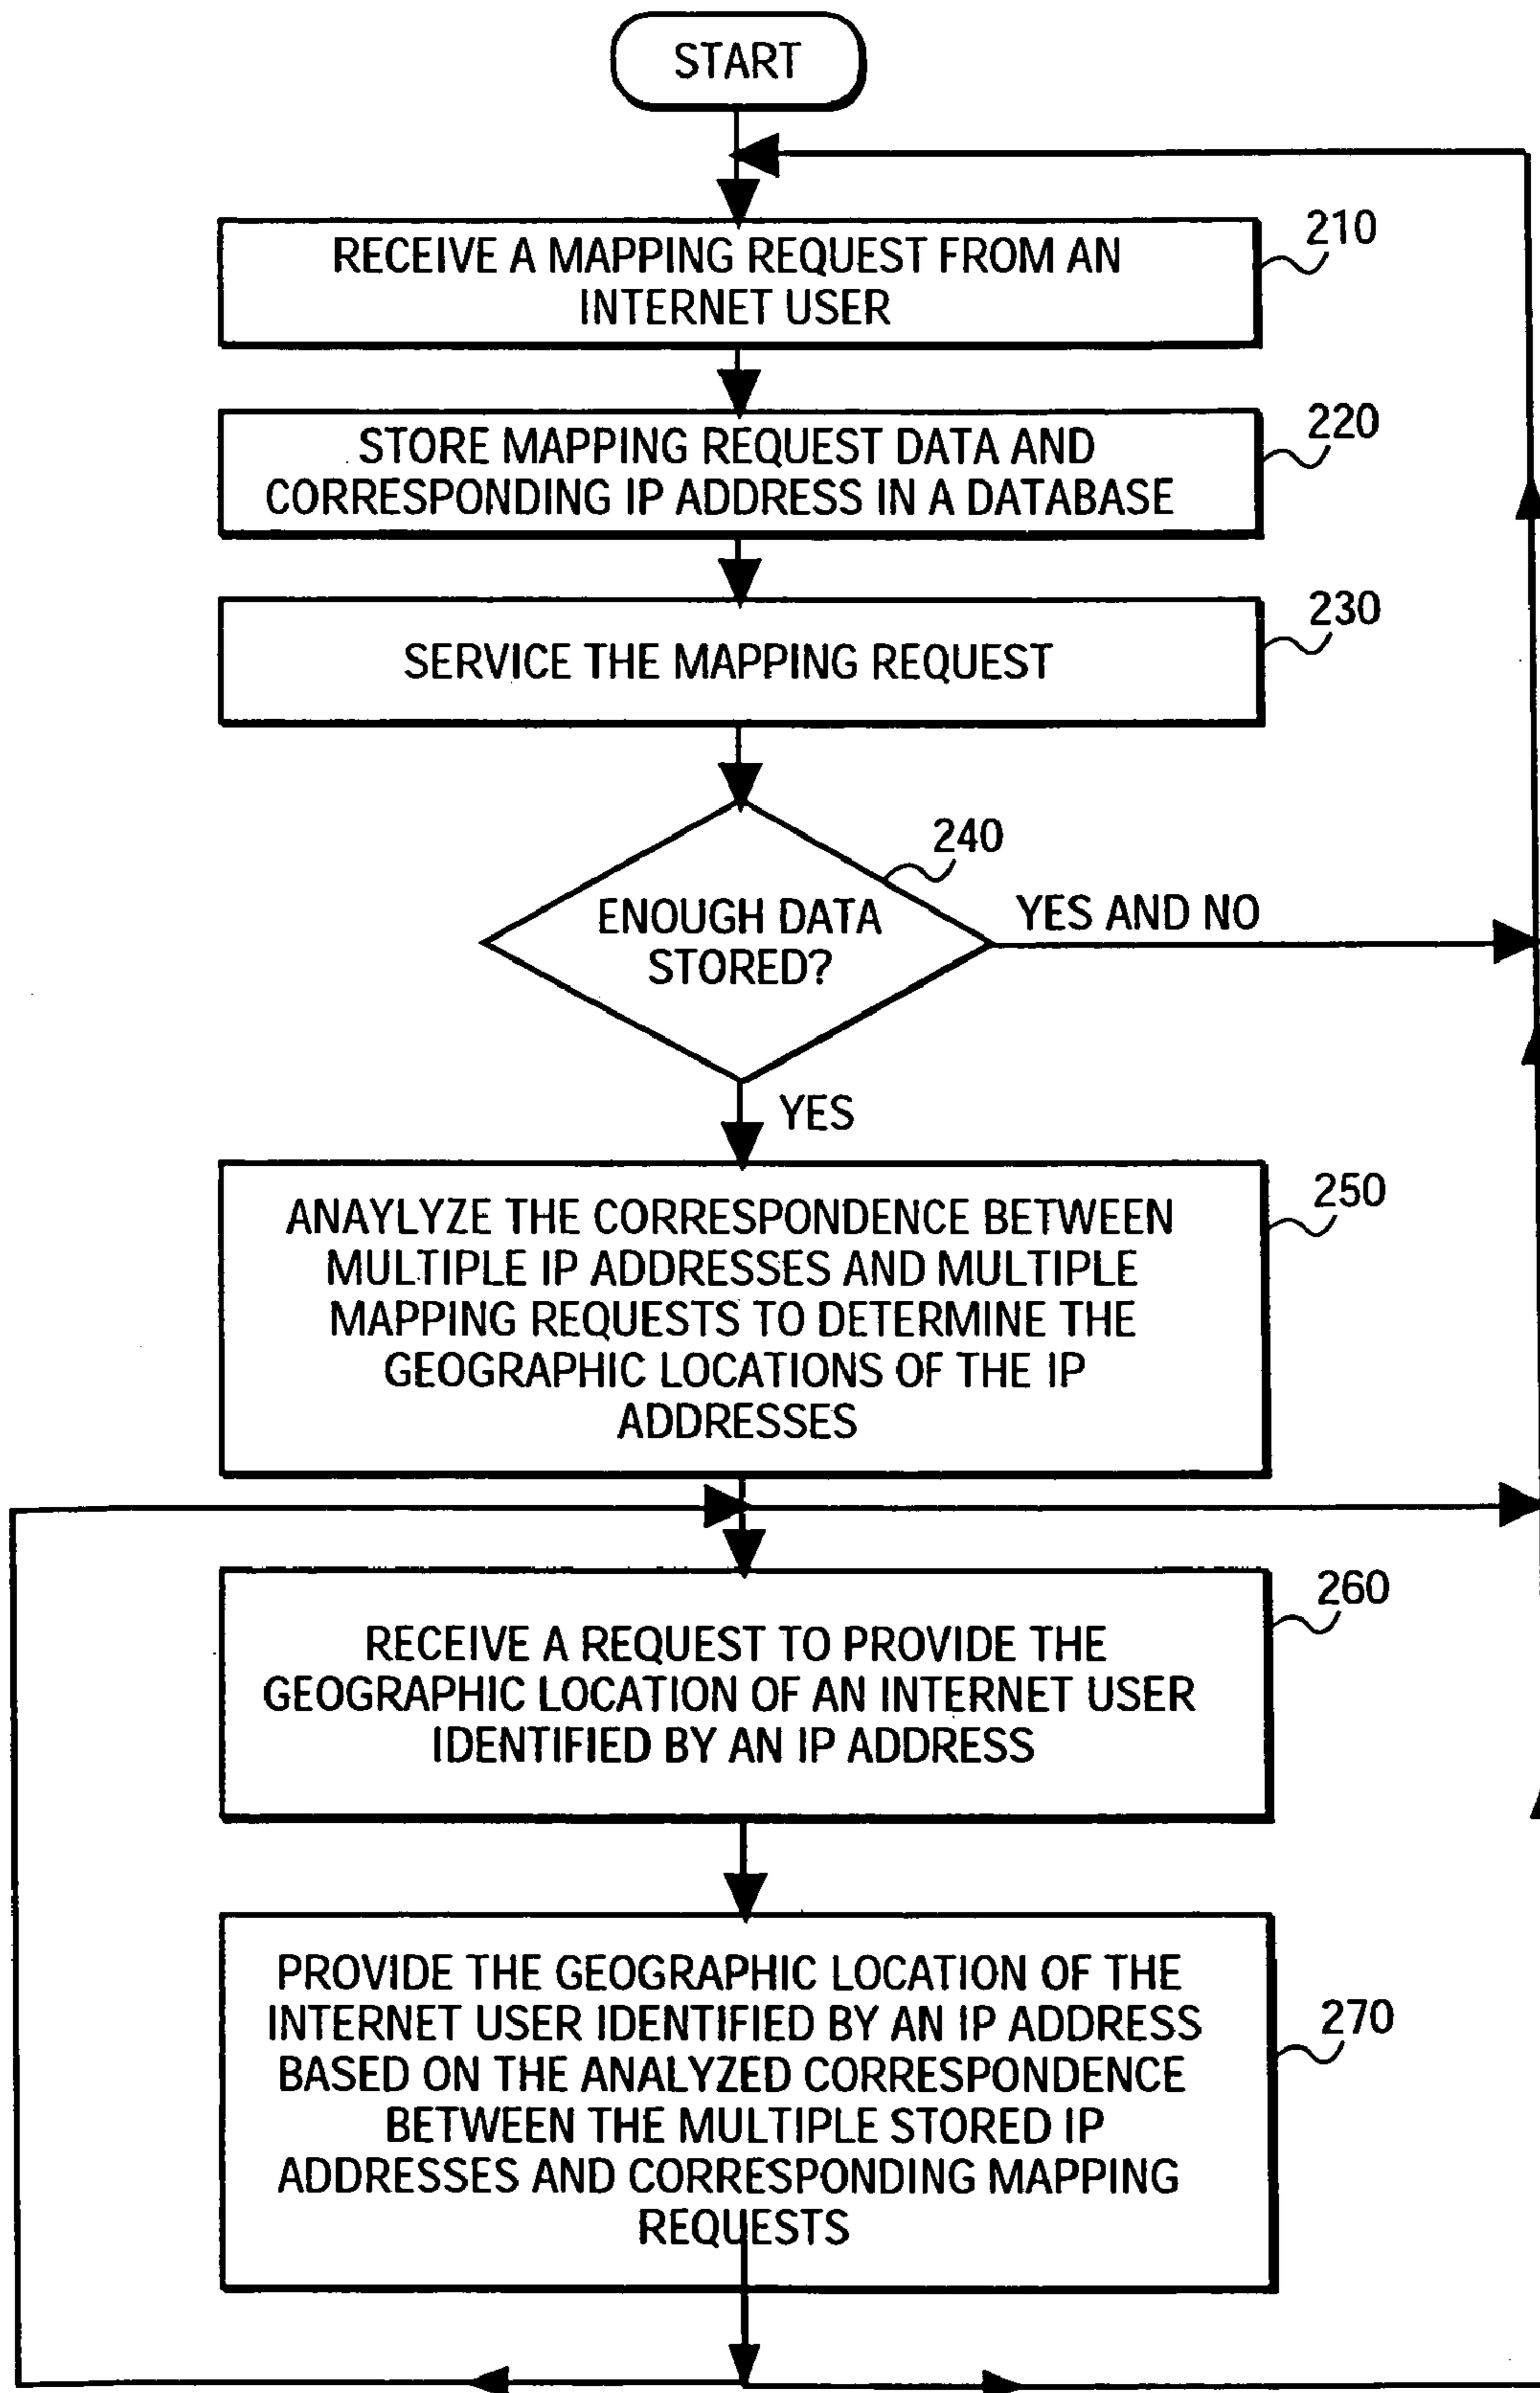 START
210
RECEIVE A MAPPING REQUEST FROM AN
INTERNET USER
220
STORE MAPPING REQUEST DATA AND
CORRESPONDING IP ADDRESS IN A DATABASE
230
SERVICE THE MAPPING REQUEST
240
ENOUGH DATA
STORED?
YES AND NO
YES
250
ANAYLYZE THE CORRESPONDENCE BETWEEN
MULTIPLE IP ADDRESSES AND MULTIPLE
MAPPING REQUESTS TO DETERMINE THE
GEOGRAPHIC LOCATIONS OF THE IP
ADDRESSES
260
RECEIVE A REQUEST TO PROVIDE THE
GEOGRAPHIC LOCATION OF AN INTERNET USER
IDENTIFIED BY AN IP ADDRESS
270
PROVIDE THE GEOGRAPHIC LOCATION OF THE
INTERNET USER IDENTIFIED BY AN IP ADDRESS
BASED ON THE ANALYZED CORRESPONDENCE
BETWEEN THE MULTIPLE STORED IP
ADDRESSES AND CORRESPONDING MAPPING
REQUESTS